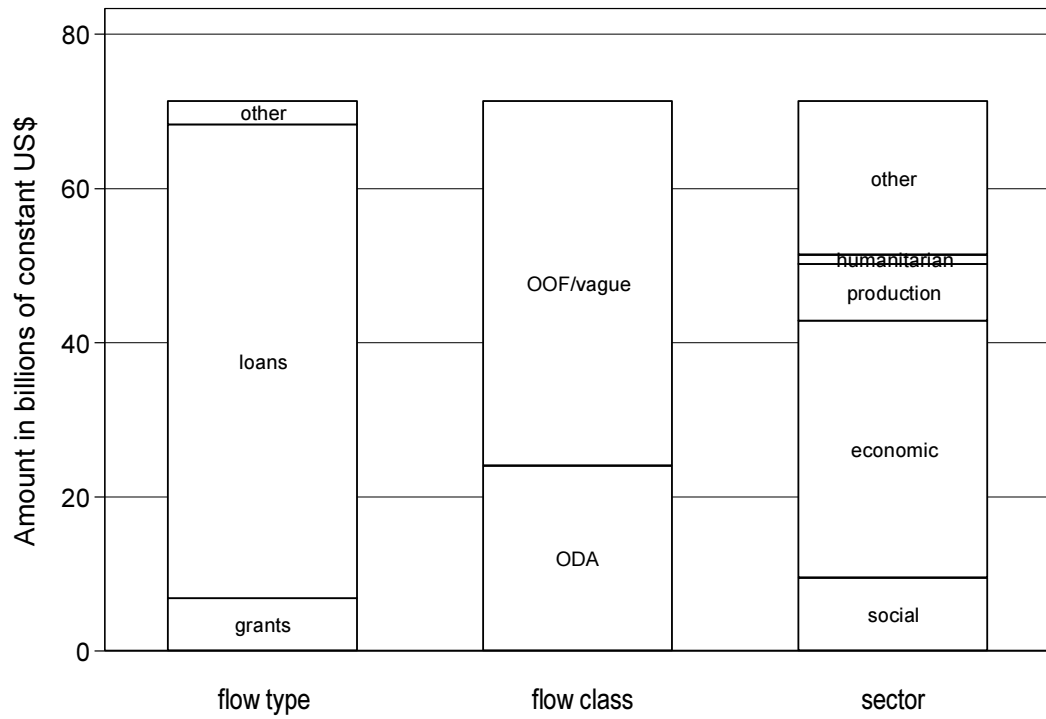 Amount in billions of constant US$
80
60
40
20
0
other
loans
grants
OOF/vague
ODA
other
humanitarian
production
economic
social
flow type
flow class
sector